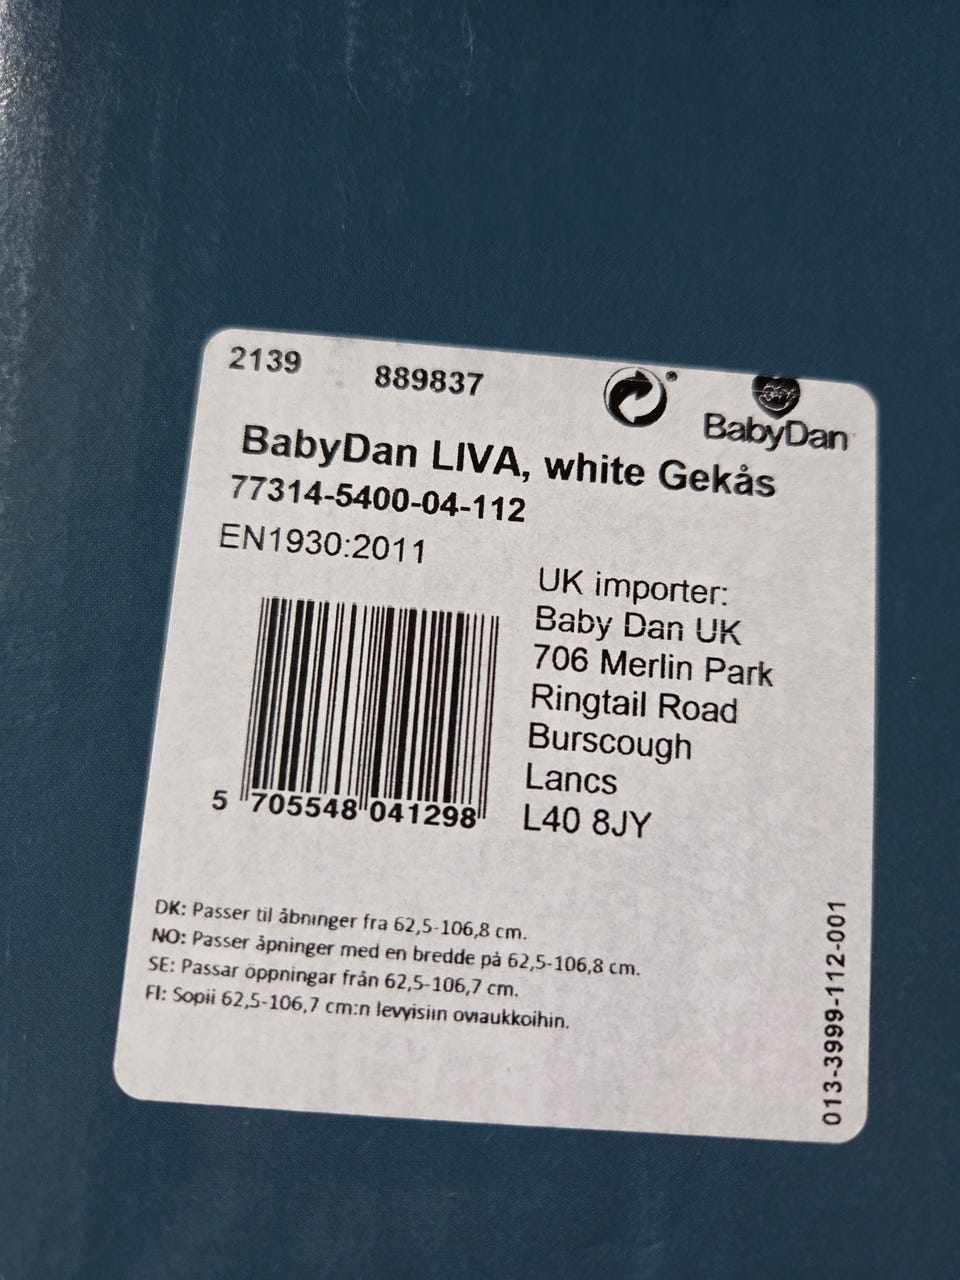 2139 889837
BabyDan
BabyDan LIVA, white Gekås
77314-5400-04-112
EN1930:2011
UK importer:
Baby Dan UK
706 Merlin Park
Ringtail Road
Burscough
Lancs
L40 8JY
5 705548 041298
DK: Passer til åbninger fra 62,5-106,8 cm.
NO: Passer åpninger med en bredde på 62,5-106,8 cm.
SE: Passar öppningar från 62,5-106,7 cm.
FI: Sopii 62,5-106,7 cm:n levyisiin oviaukkoihin.
013-3999-112-001